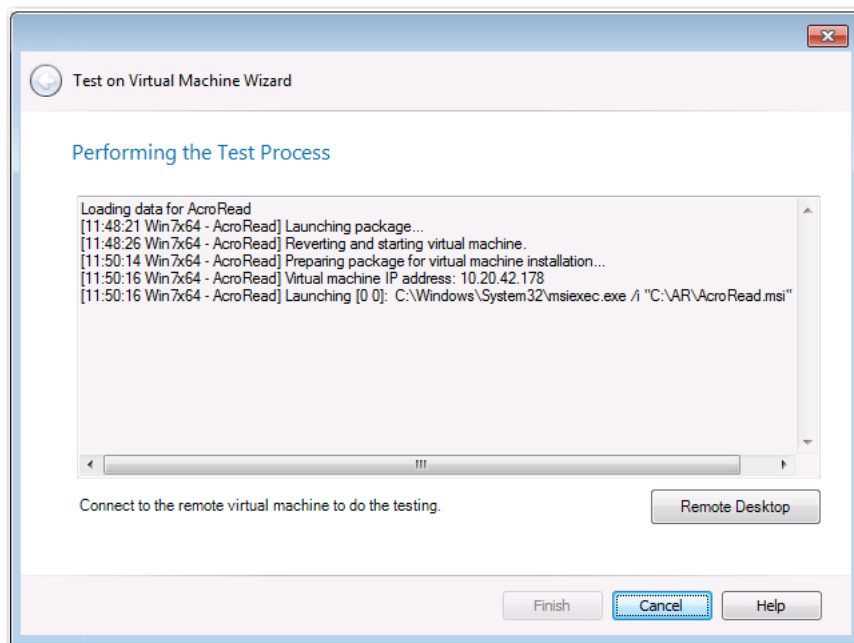 Test on Virtual Machine Wizard
Performing the Test Process
Loading data for AcroRead
[11:48:21 Win7x64 - AcroRead] Launching package...
[11:48:26 Win7x64 - AcroRead] Reverting and starting virtual machine.
[11:50:14 Win7x64 - AcroRead] Preparing package for virtual machine installation...
[11:50:16 Win7x64 - AcroRead] Virtual machine IP address: 10.20.42.178
[11:50:16 Win7x64 - AcroRead] Launching [0 0]:  C:\Windows\System32\msiexec.exe /i "C:\AR\AcroRead.msi"
Connect to the remote virtual machine to do the testing.
Remote Desktop
Finish
Cancel
Help